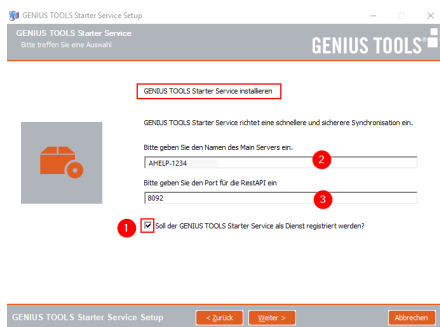 GENIUS TOOLS Starter Service Setup
GENIUS TOOLS Starter Service
Bitte treffen Sie eine Auswahl
GENIUS TOOLS®
GENIUS TOOLS Starter Service installieren
GENIUS TOOLS Starter Service richtet eine schnellere und sicherere Synchronisation ein.
Bitte geben Sie den Namen des Main Servers ein.
AHELP-1234
2
Bitte geben Sie den Port für die RestAPI ein
8092
3
1
Soll der GENIUS TOOLS Starter Service als Dienst registriert werden?
GENIUS TOOLS Starter Service Setup
< Zurück
Weiter >
Abbrechen